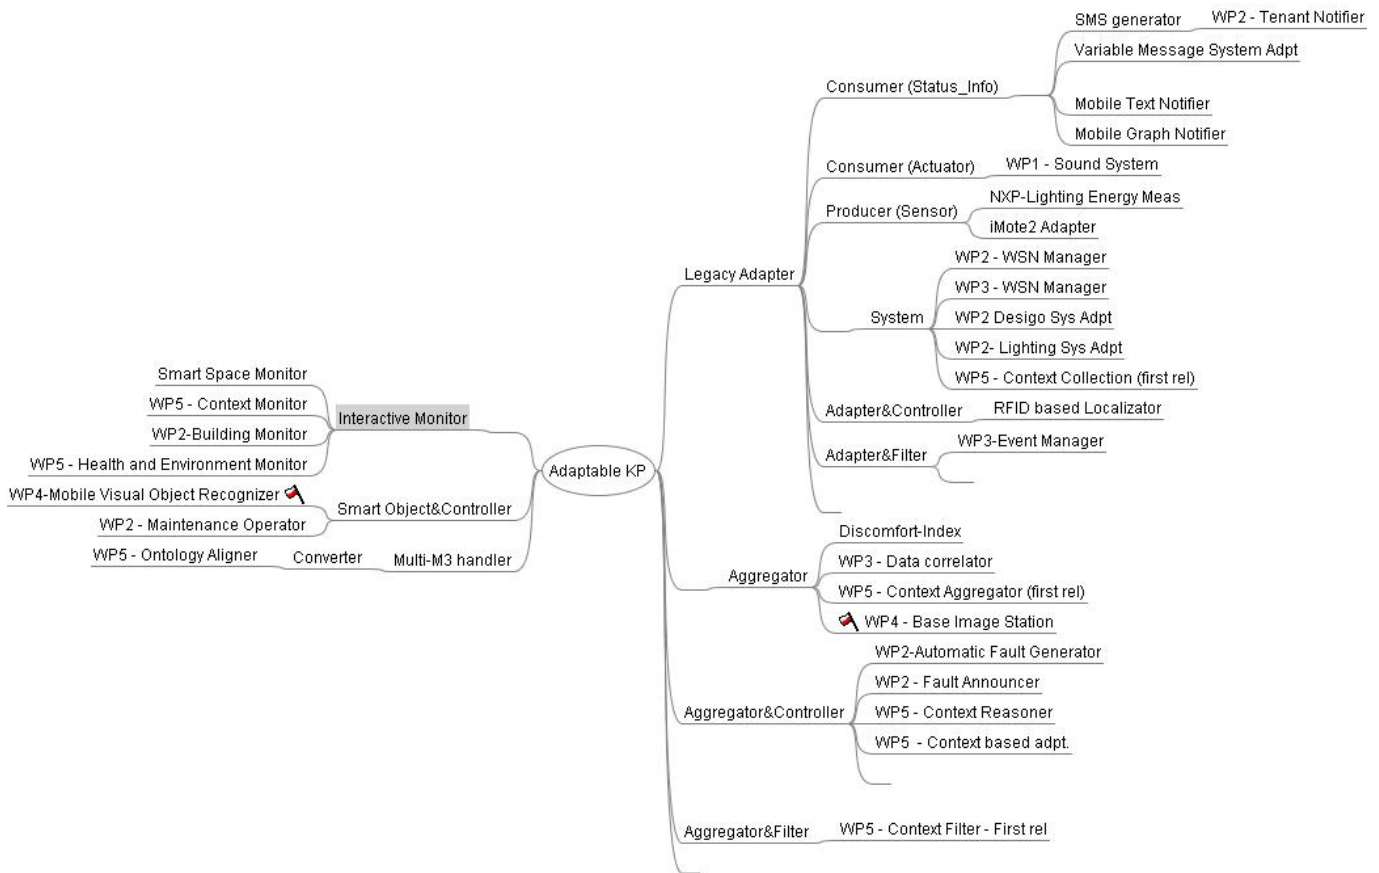 SMS generator
WP2 - Tenant Notifier
Variable Message System Adpt
Consumer (Status_Info)
Mobile Text Notifier
Mobile Graph Notifier
Consumer (Actuator)
WP1 - Sound System
Producer (Sensor)
NXP-Lighting Energy Meas
iMote2 Adapter
Legacy Adapter
WP2 - WSN Manager
WP3 - WSN Manager
System
WP2 Desigo Sys Adpt
WP2- Lighting Sys Adpt
WP5 - Context Collection (first rel)
Adapter&Controller
RFID based Localizator
Adapter&Filter
WP3-Event Manager
Smart Space Monitor
WP5 - Context Monitor
Interactive Monitor
WP2-Building Monitor
WP5 - Health and Environment Monitor
Adaptable KP
WP4-Mobile Visual Object Recognizer
Smart Object&Controller
WP2 - Maintenance Operator
WP5 - Ontology Aligner
Converter
Multi-M3 handler
Discomfort-Index
WP3 - Data correlator
Aggregator
WP5 - Context Aggregator (first rel)
WP4 - Base Image Station
WP2-Automatic Fault Generator
WP2 - Fault Announcer
Aggregator&Controller
WP5 - Context Reasoner
WP5 - Context based adpt.
Aggregator&Filter
WP5 - Context Filter - First rel